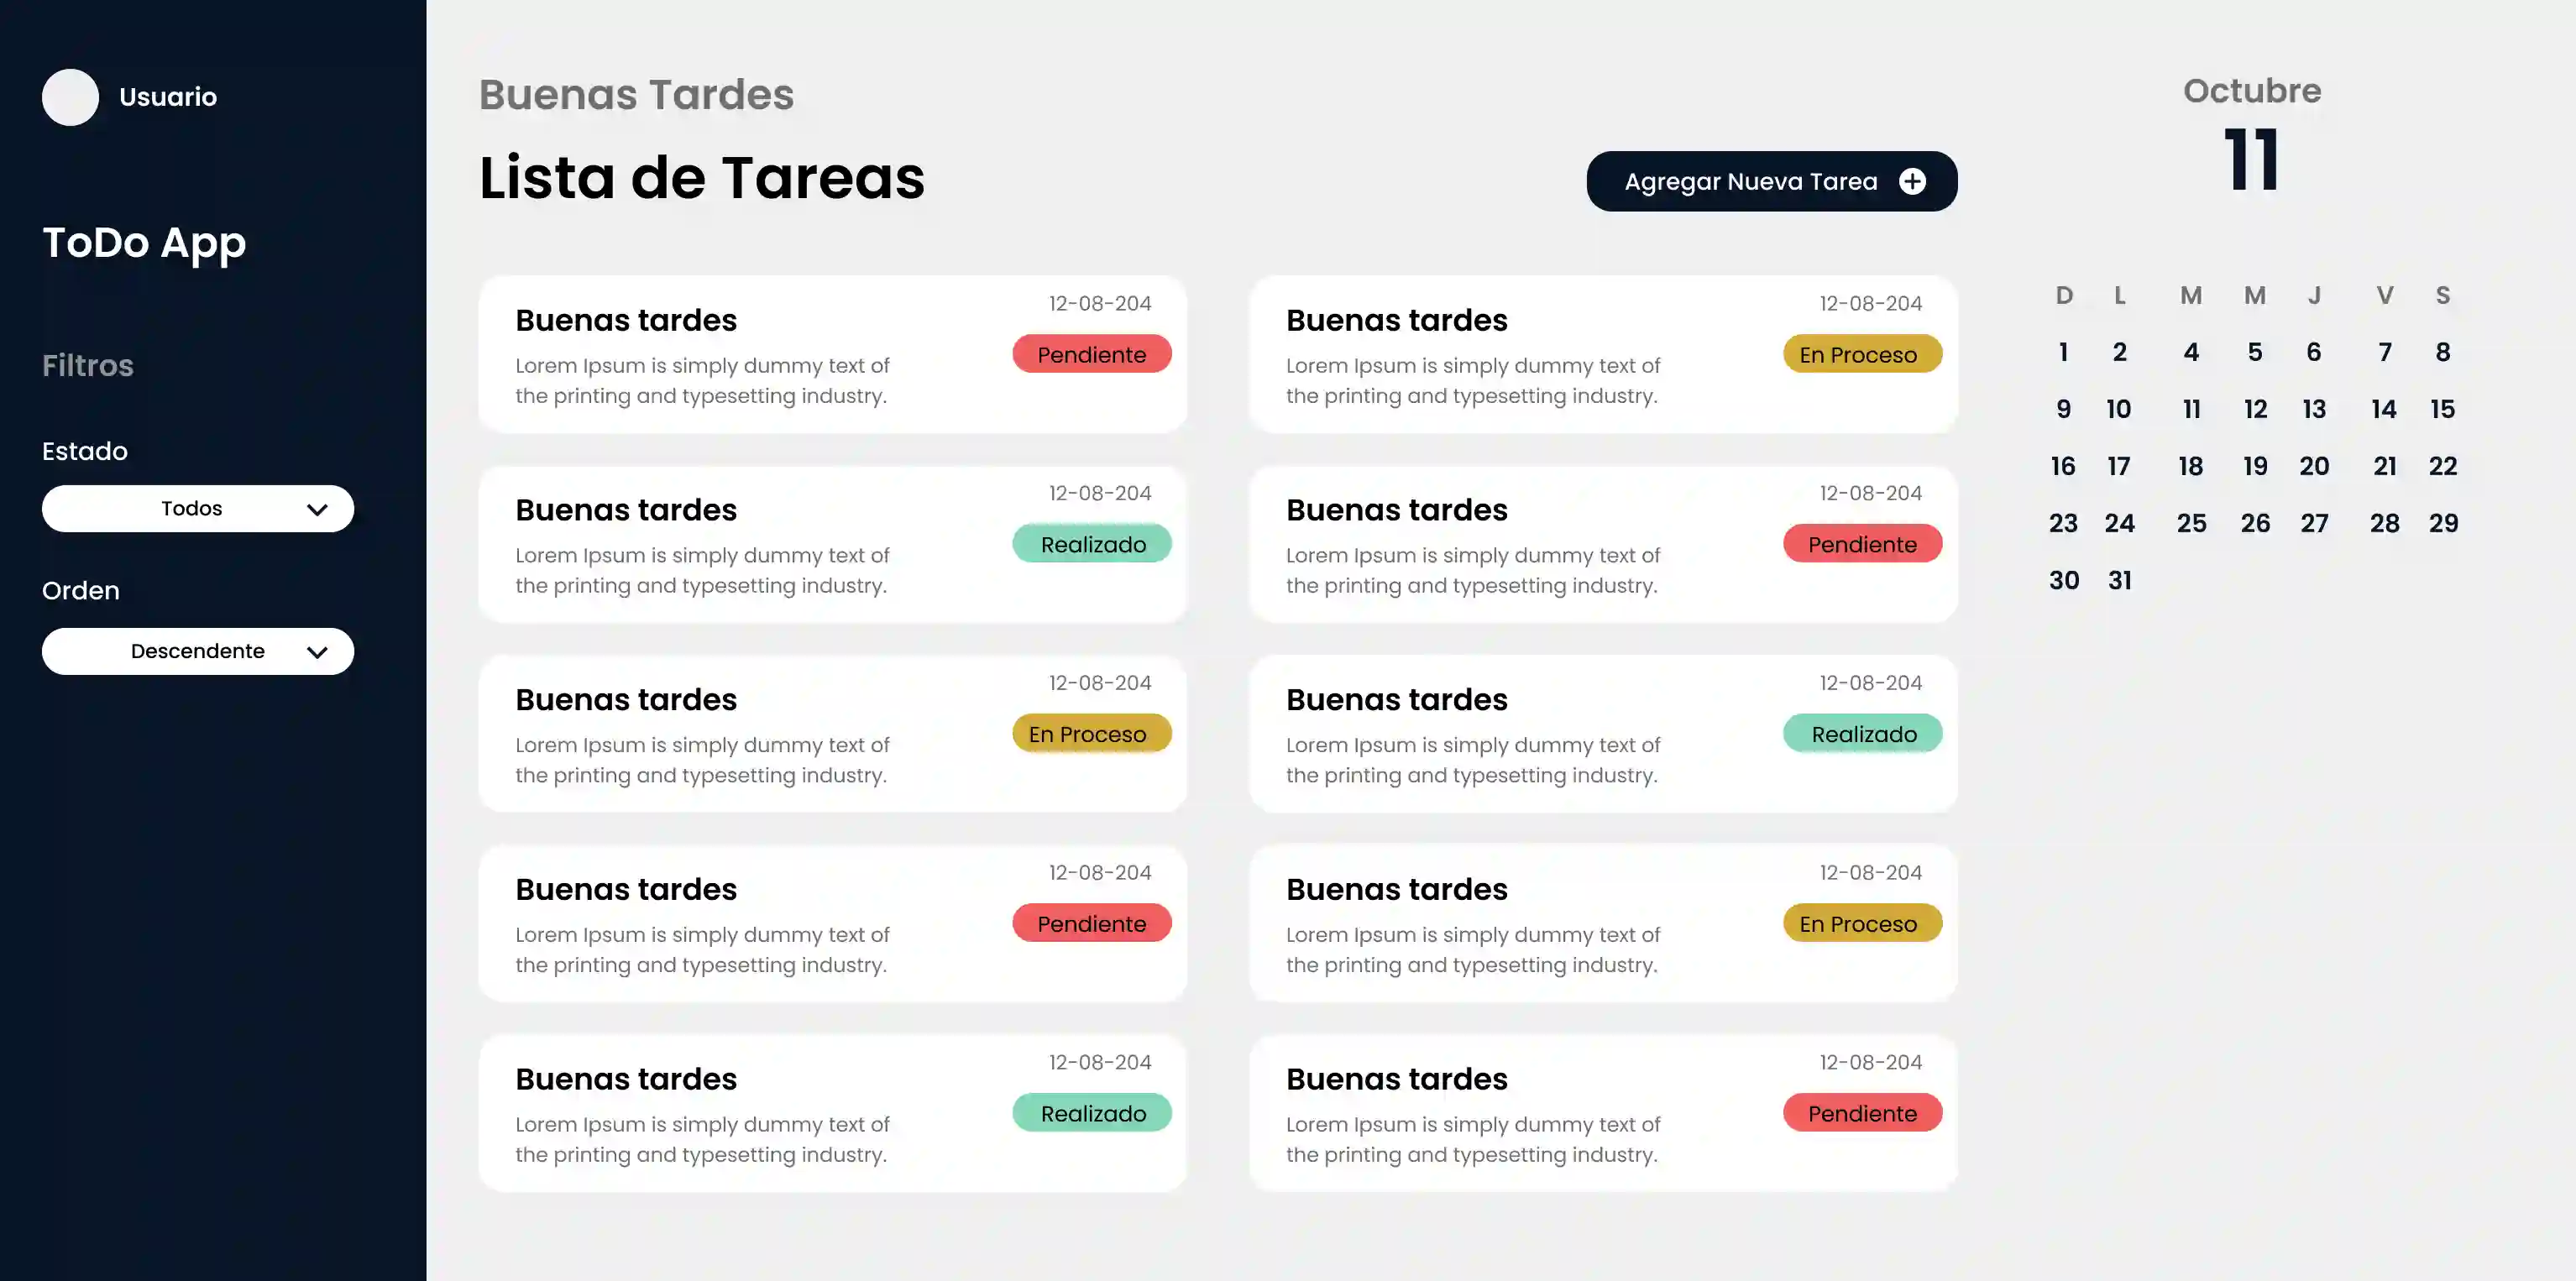 Usuario
ToDo App
Filtros
Estado
Todos
Orden
Descendente
Buenas Tardes
Lista de Tareas
Agregar Nueva Tarea
Buenas tardes
12-08-204
Pendiente
Lorem Ipsum is simply dummy text of
the printing and typesetting industry.
Buenas tardes
12-08-204
En Proceso
Lorem Ipsum is simply dummy text of
the printing and typesetting industry.
Buenas tardes
12-08-204
Realizado
Lorem Ipsum is simply dummy text of
the printing and typesetting industry.
Buenas tardes
12-08-204
Pendiente
Lorem Ipsum is simply dummy text of
the printing and typesetting industry.
Buenas tardes
12-08-204
En Proceso
Lorem Ipsum is simply dummy text of
the printing and typesetting industry.
Buenas tardes
12-08-204
Realizado
Lorem Ipsum is simply dummy text of
the printing and typesetting industry.
Buenas tardes
12-08-204
Pendiente
Lorem Ipsum is simply dummy text of
the printing and typesetting industry.
Buenas tardes
12-08-204
En Proceso
Lorem Ipsum is simply dummy text of
the printing and typesetting industry.
Buenas tardes
12-08-204
Realizado
Lorem Ipsum is simply dummy text of
the printing and typesetting industry.
Buenas tardes
12-08-204
Pendiente
Lorem Ipsum is simply dummy text of
the printing and typesetting industry.
Octubre
11
D L M M J V S
1 2 4 5 6 7 8
9 10 11 12 13 14 15
16 17 18 19 20 21 22
23 24 25 26 27 28 29
30 31